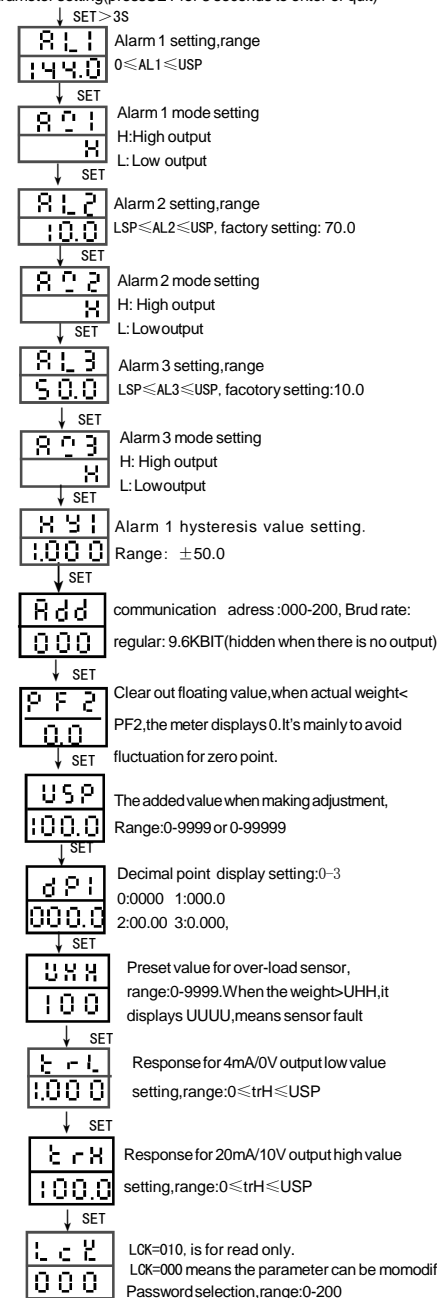 SET>3S
AL1
Alarm 1 setting,range
144.0
0≤AL1≤USP
SET
Alarm 1 mode setting
H:High output
H
L: Low output
SET
AL2
Alarm 2 setting,range
10.0
LSP≤AL2≤USP, factory setting: 70.0
SET
Alarm 2 mode setting
H: High output
H
L: Lowoutput
SET
AL3
Alarm 3 setting,range
50.0
LSP≤AL3≤USP, facotory setting:10.0
SET
Alarm 3 mode setting
H: High output
H
L: Lowoutput
SET
HY1
Alarm 1 hysteresis value setting.
1.000
Range: ±50.0
SET
Add
communication adress :000-200, Brud rate:
000
regular: 9.6KBIT(hidden when there is no output)
SET
PF2
Clear out floating value,when actual weight<
PF2,the meter displays 0.It's mainly to avoid
0.0
fluctuation for zero point.
SET
USP
The added value when making adjustment,
100.0
Range:0-9999 or 0-99999
SET
dP1
Decimal point display setting:0-3
0:0000 1:000.0
000.0
2:00.00 3:0.000,
SET
UHH
Preset value for over-load sensor,
range:0-9999.When the weight>UHH,it
100
displays UUUU,means sensor fault
SET
trL
Response for 4mA/0V output low value
1.000
setting,range:0≤trH≤USP
SET
trH
Response for 20mA/10V output high value
100.0
setting,range:0≤trH≤USP
SET
LcK
LCK=010, is for read only.
LCK=000 means the parameter can be momodif
000
Password selection,range:0-200